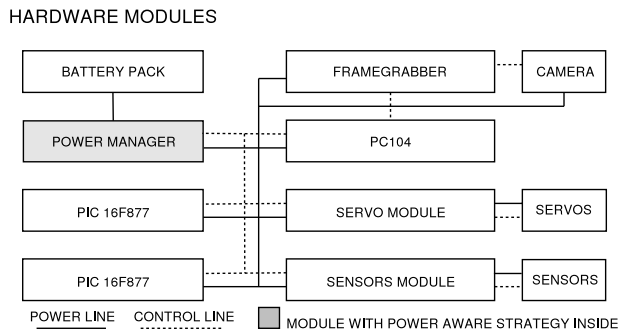 HARDWARE MODULES
BATTERY PACK
FRAMEGRABBER
CAMERA
POWER MANAGER
PC104
PIC 16F877
SERVO MODULE
SERVOS
PIC 16F877
SENSORS MODULE
SENSORS
POWER LINE
CONTROL LINE
MODULE WITH POWER AWARE STRATEGY INSIDE